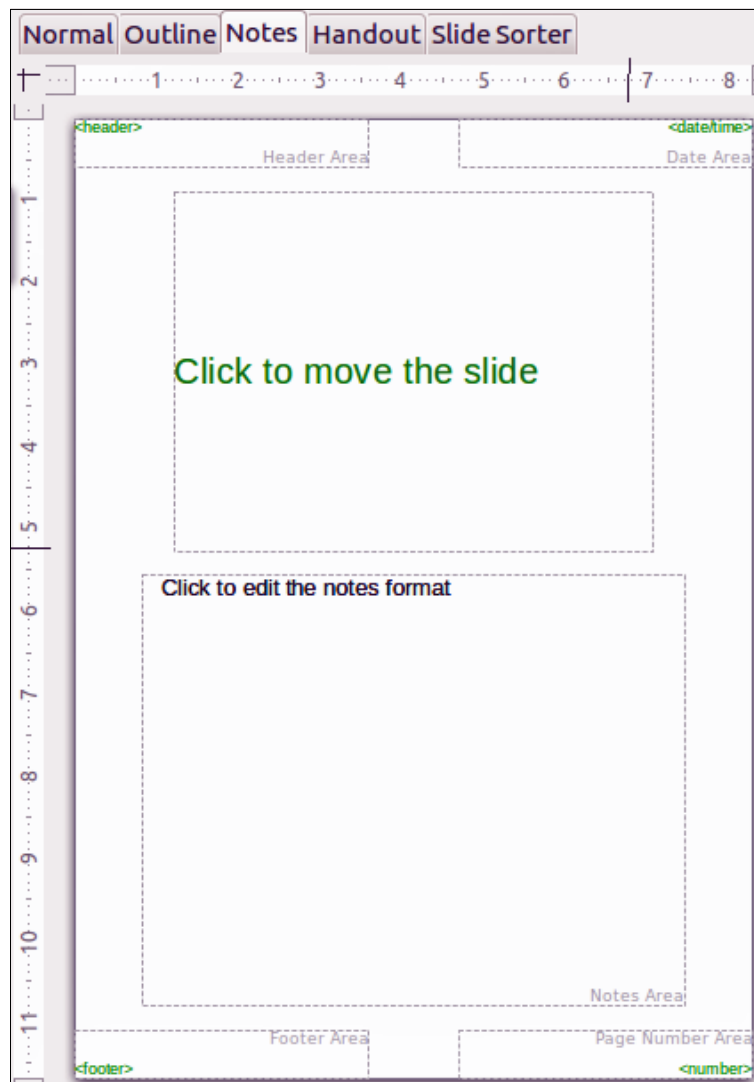 Normal Outline Notes Handout Slide Sorter
1 2 3 4 5 6 7 8
<header> <date/time>
Header Area Date Area
1
2
3
Click to move the slide
4
5
Click to edit the notes format
6
7
8
9
10
Notes Area
11
Footer Area Page Number Area
<footer> <number>